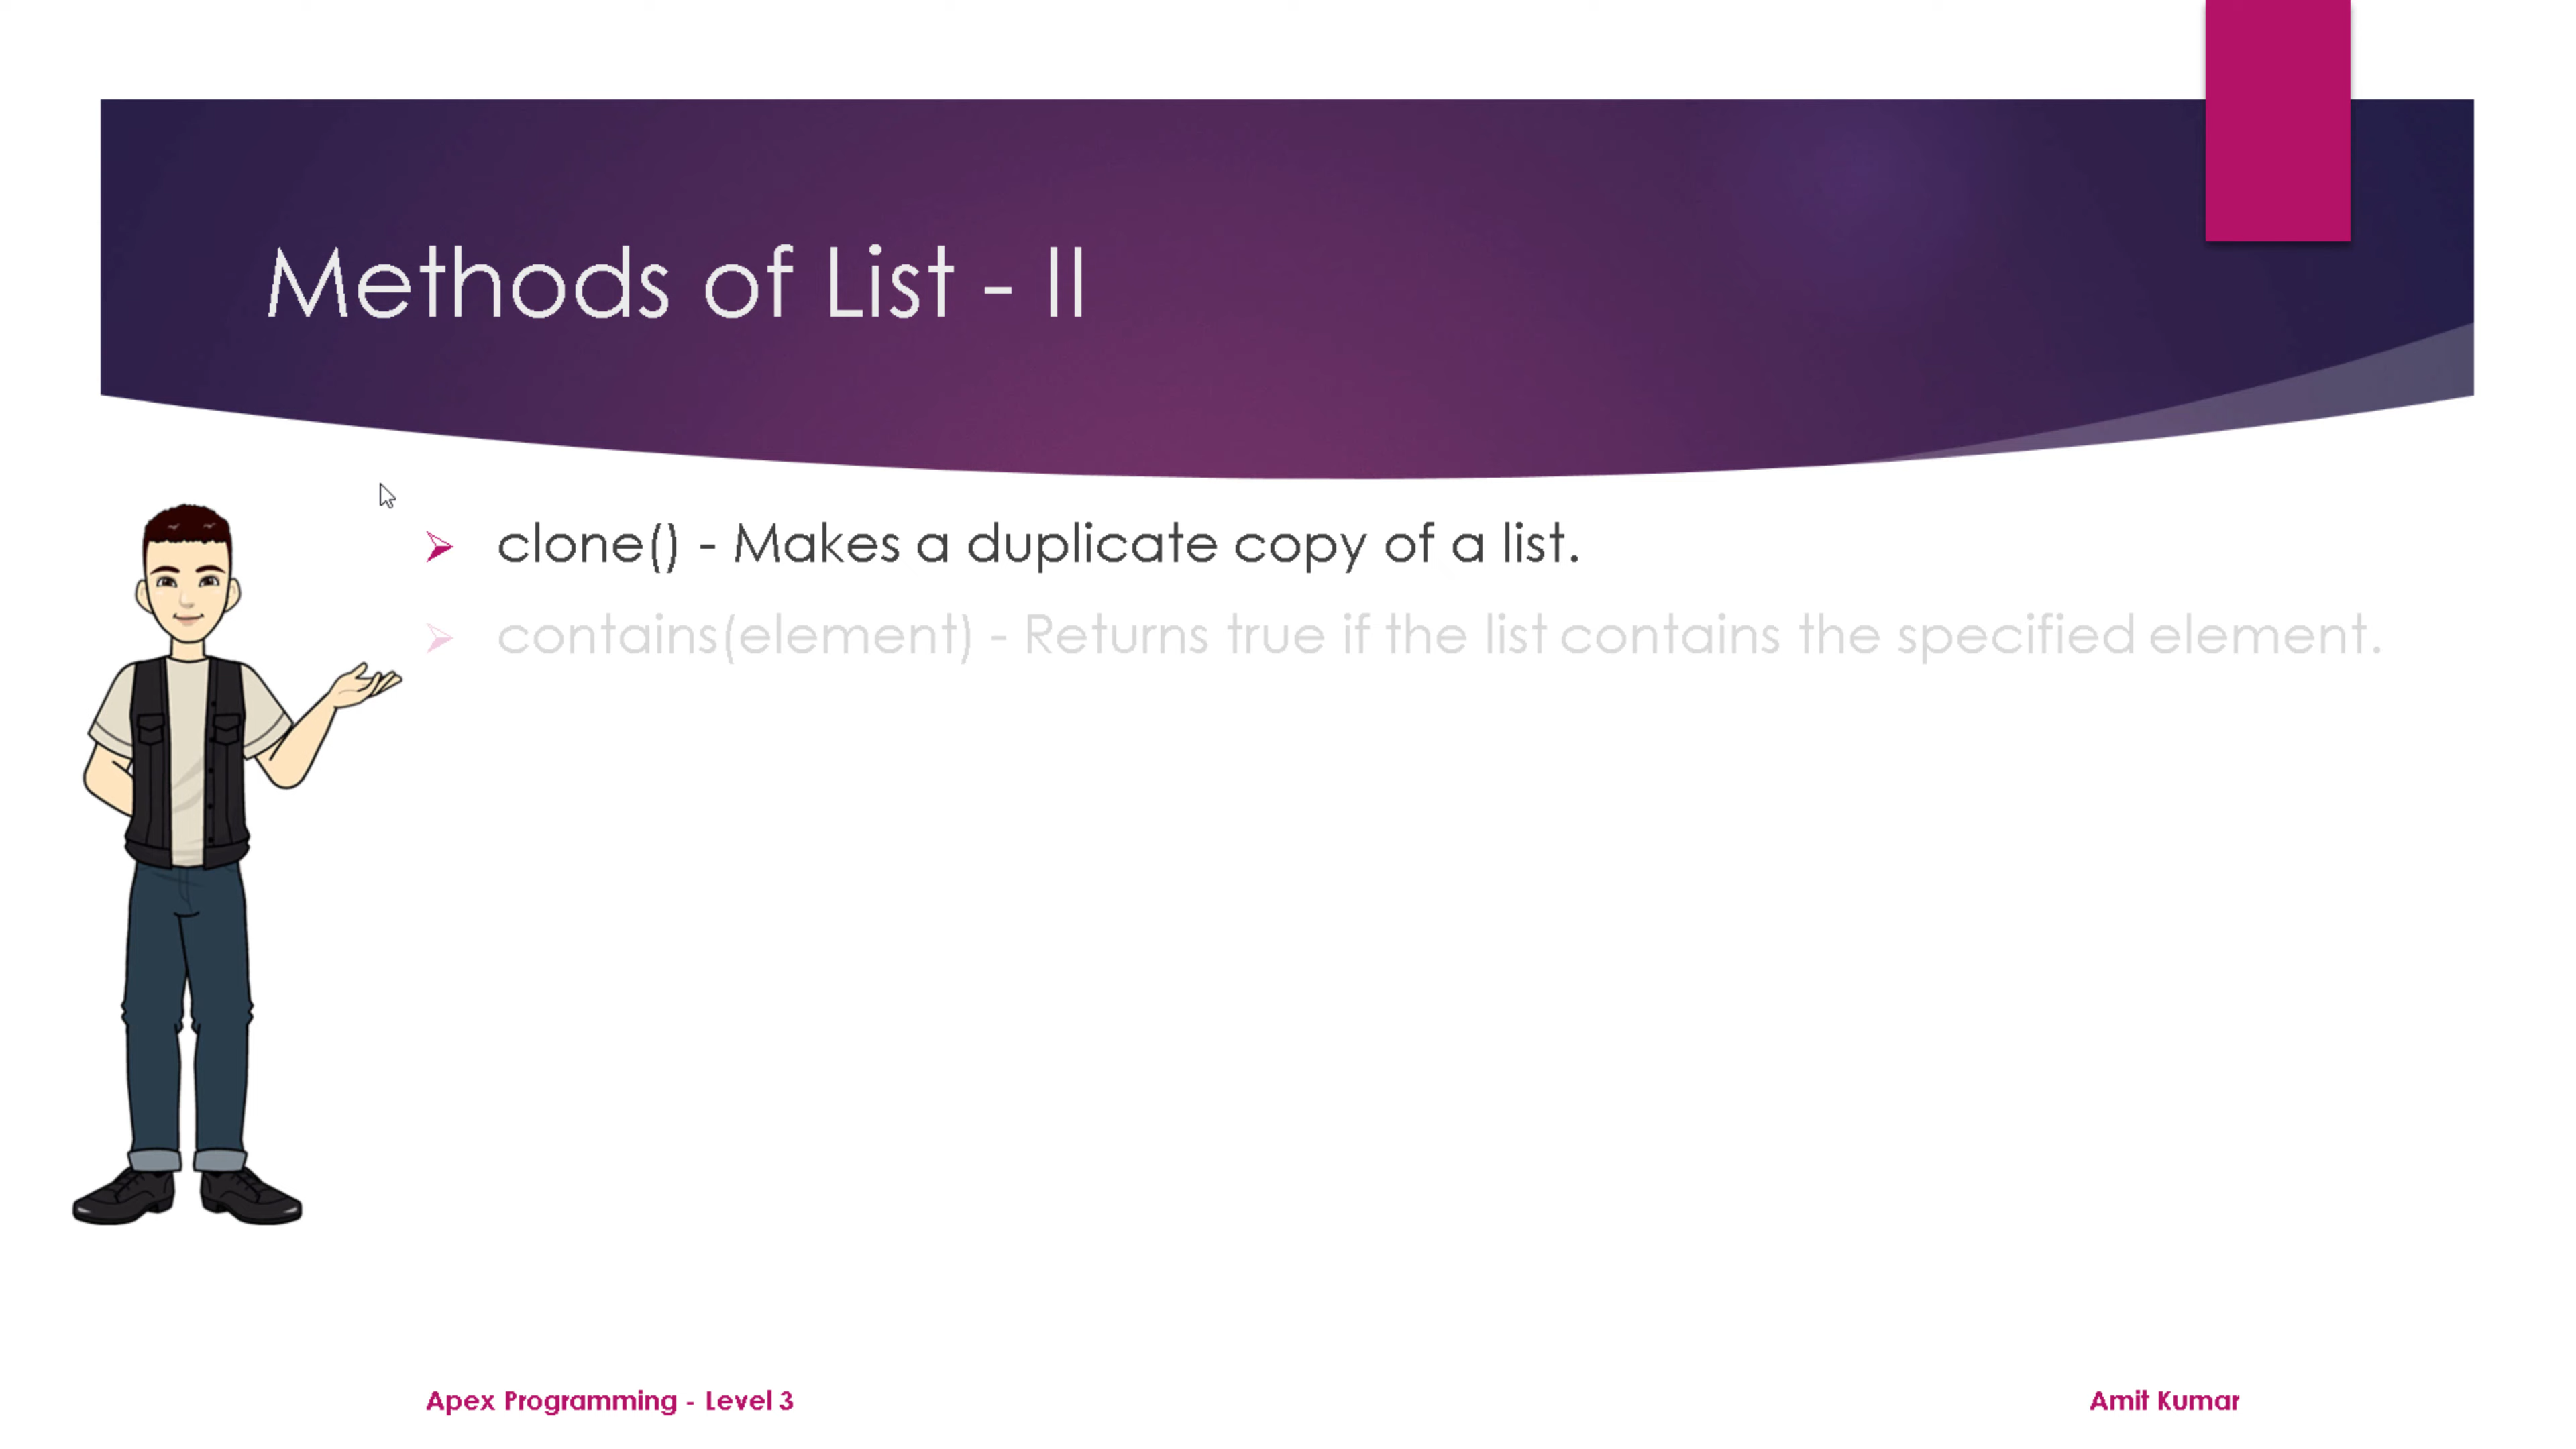 Methods of List - II
clone() - Makes a duplicate copy of a list.
contains(element) - Returns true if the list contains the specified element.
Apex Programming - Level 3
Amit Kumar